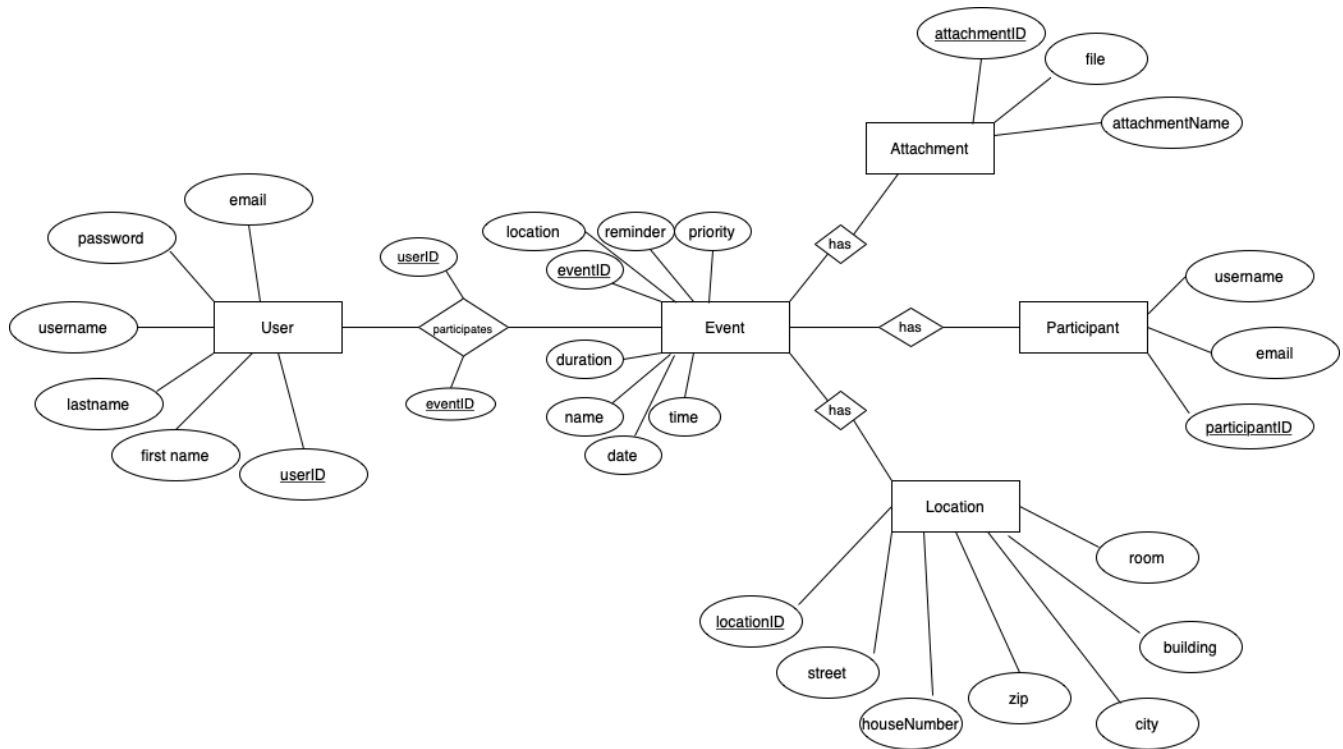 attachmentID
file
attachmentName
Attachment
email
password
username
lastname
first name
userID
User
userID
participates
eventID
location
reminder
priority
eventID
Event
duration
name
date
time
has
has
has
Participant
username
email
participantID
Location
locationID
street
houseNumber
zip
city
building
room